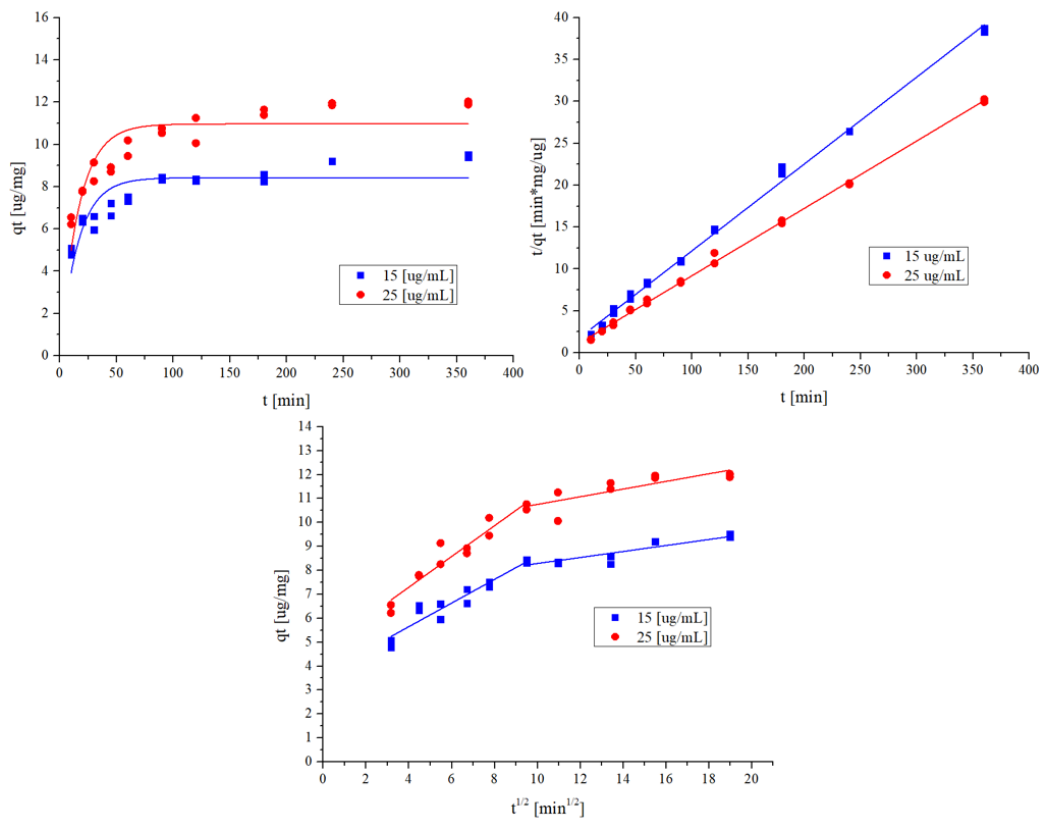 16
14
12
10
8
6
4
2
0
qt [ug/mg]
15 [ug/mL]
25 [ug/mL]
0 50 100 150 200 250 300 350 400
t [min]
40
35
30
25
20
15
10
5
0
t/qt [min*mg/ug]
15 ug/mL
25 ug/mL
0 50 100 150 200 250 300 350 400
t [min]
14
13
12
11
10
9
8
7
6
5
4
3
2
1
0
qt [ug/mg]
15 [ug/mL]
25 [ug/mL]
0 2 4 6 8 10 12 14 16 18 20
t^1/2 [min^1/2]